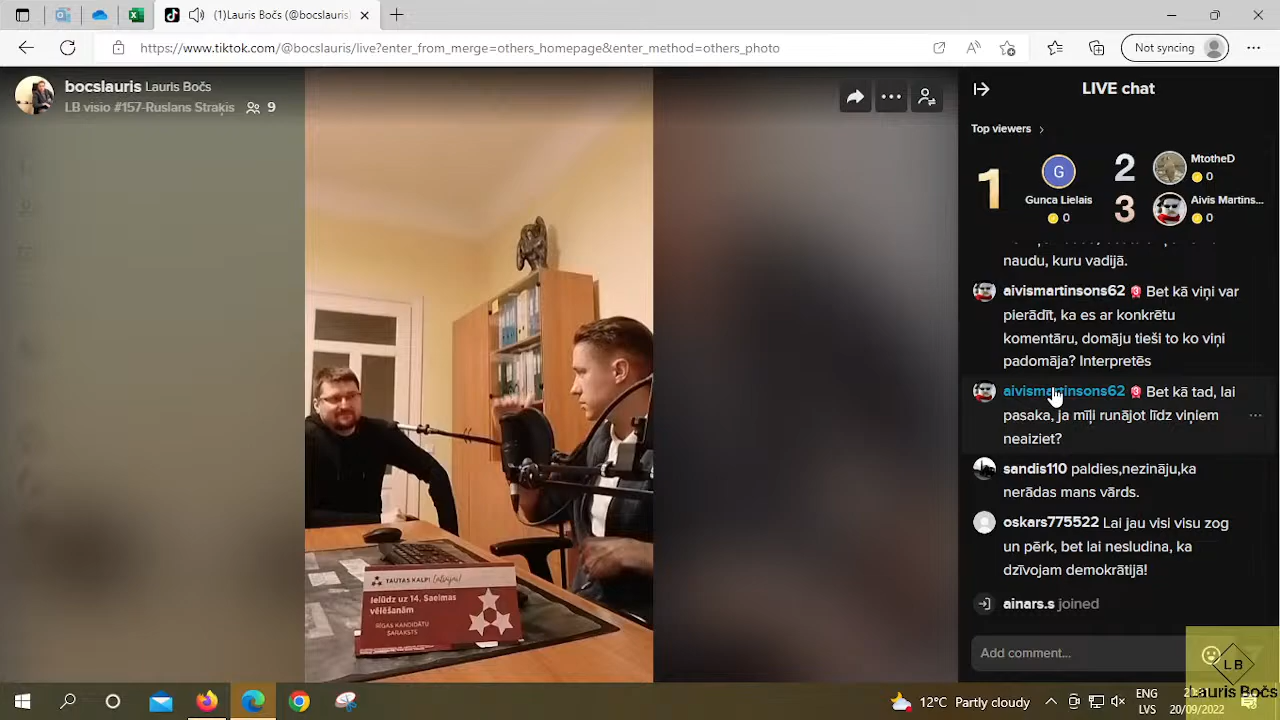 (1)Lauris Bočs (@bocslauris
https://www.tiktok.com/@bocslauris/live?enter_from_merge=others_homepage&enter_method=others_photo
Not syncing
bocslauris Lauris Bočs
LB visio #157-Ruslans Straķis 9
LIVE chat
Top viewers
1
G
Gunca Lielais
0
2
MtotheD
0
3
Aivis Martins...
0
naudu, kuru vadījā.
aivismartinsons62 3 Bet kā viņi var
pierādīt, ka es ar konkrētu
komentāru, domāju tieši to ko viņi
padomāja? Interpretēs
aivismartinsons62 3 Bet kā tad, lai
pasaka, ja mīļi runājot līdz viņiem
neaiziet?
sandis110 paldies,nezināju,ka
nerādas mans vārds.
oskars775522 Lai jau visi visu zog
un pērk, bet lai nesludina, ka
dzīvojam demokrātijā!
ainars.s joined
Add comment...
TAUTAS KALPI Latvijai
Ielūdz uz 14. Saeimas
vēlēšanām
RĪGAS KANDIDĀTU
SARAKSTS
LB
Lauris Bočs
12°C Partly cloudy
ENG
LVS
20/09/2022